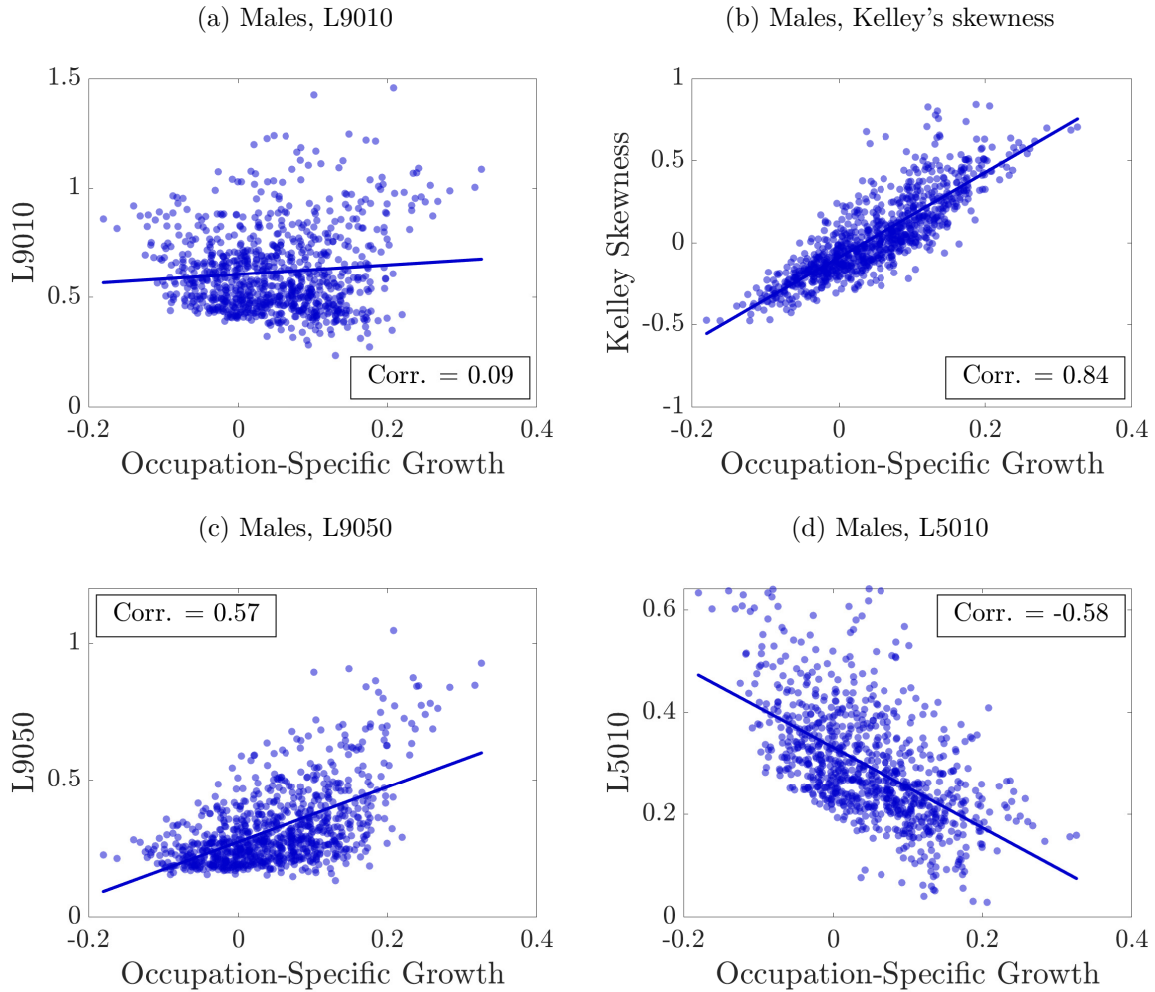 (a) Males, L9010
(b) Males, Kelley's skewness
1.5
1
0.5
0
-0.2
0
0.2
0.4
L9010
Occupation-Specific Growth
Corr. = 0.09
1
0.5
0
-0.5
-1
-0.2
0
0.2
0.4
Kelley Skewness
Occupation-Specific Growth
Corr. = 0.84
(c) Males, L9050
(d) Males, L5010
Corr. = 0.57
1
0.5
0
-0.2
0
0.2
0.4
L9050
Occupation-Specific Growth
Corr. = -0.58
0.6
0.4
0.2
0
-0.2
0
0.2
0.4
L5010
Occupation-Specific Growth